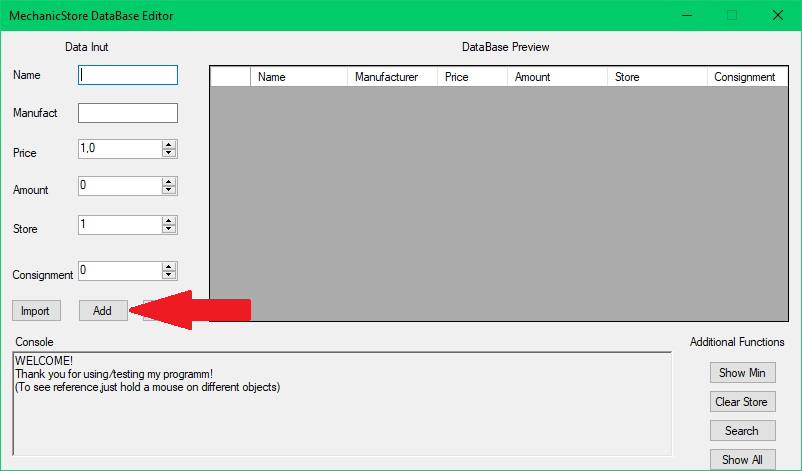 MechanicStore DataBase Editor
Data Inut
DataBase Preview
Name
Name Manufacturer Price Amount Store Consignment
Manufact
Price 1,0
Amount 0
Store 1
Consignment 0
Import Add
Console
Additional Functions
WELCOME!
Thank you for using/testing my programm!
(To see reference,just hold a mouse on different objects)
Show Min
Clear Store
Search
Show All